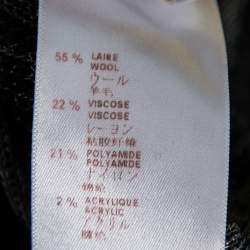 55 % LAINE
WOOL
ウール
羊毛
22 % VISCOSE
VISCOSE
レーヨン
粘胶纤维
21 % POLYAMIDE
POLYAMIDE
ナイロン
锦纶
2 % ACRYLIQUE
ACRYLIC
アクリル
腈纶